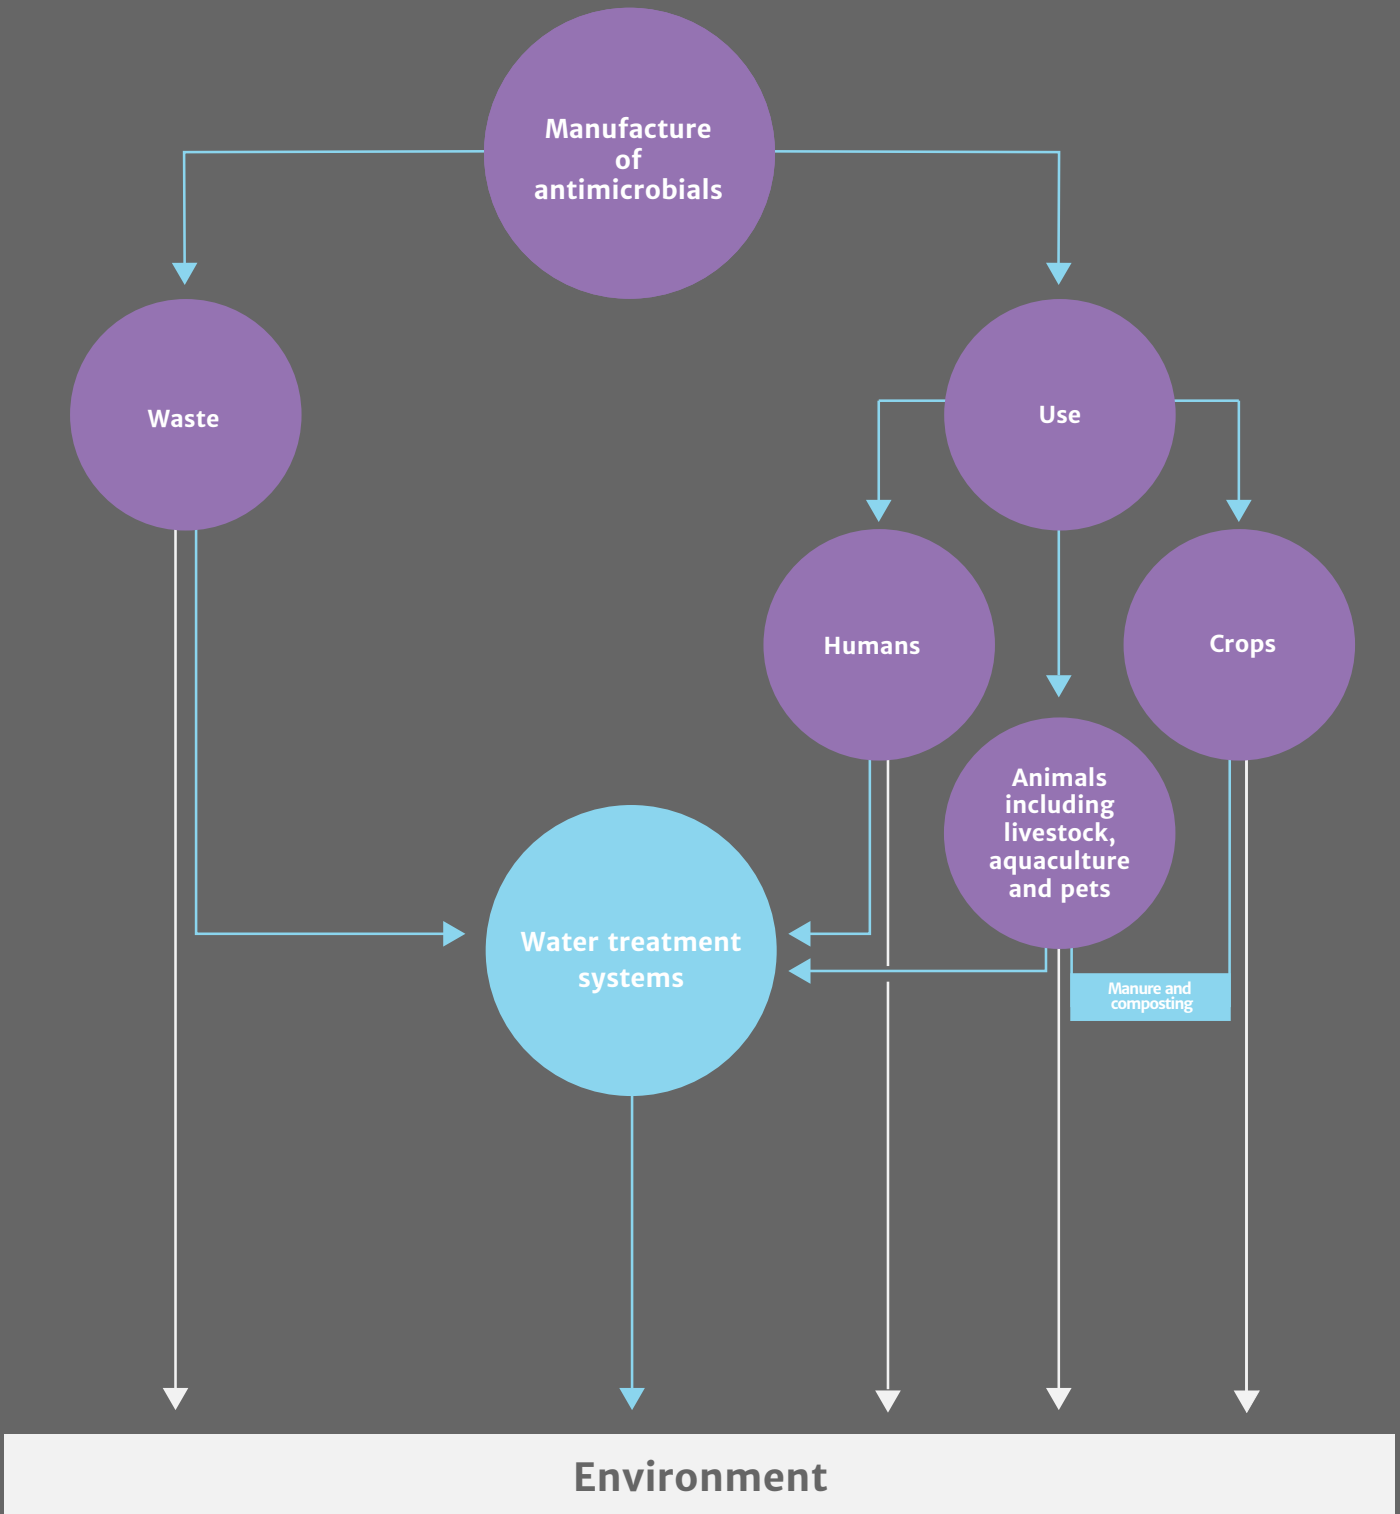 Manufacture
of
antimicrobials
Waste
Use
Humans
Crops
Animals
including
livestock,
aquaculture
and pets
Water treatment
systems
Manure and
composting
Environment